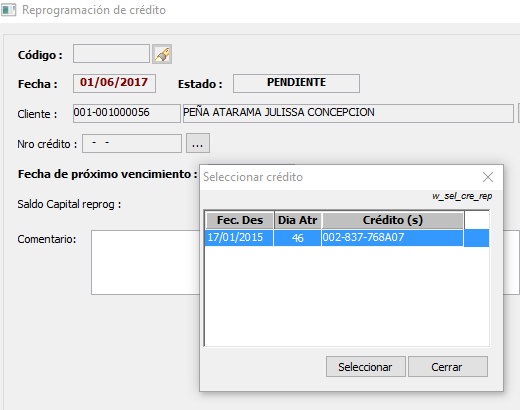 Reprogramación de crédito
Código :
Fecha : 01/06/2017 Estado : PENDIENTE
Cliente : 001-001000056 PEÑA ATARAMA JULISSA CONCEPCION
Nro crédito : - - ...
Fecha de próximo vencimiento :
Saldo Capital reprog :
Comentario:
Seleccionar crédito
w_sel_cre_rep
Fec. Des Dia Atr Crédito (s)
17/01/2015 46 002-837-768A07
Seleccionar Cerrar